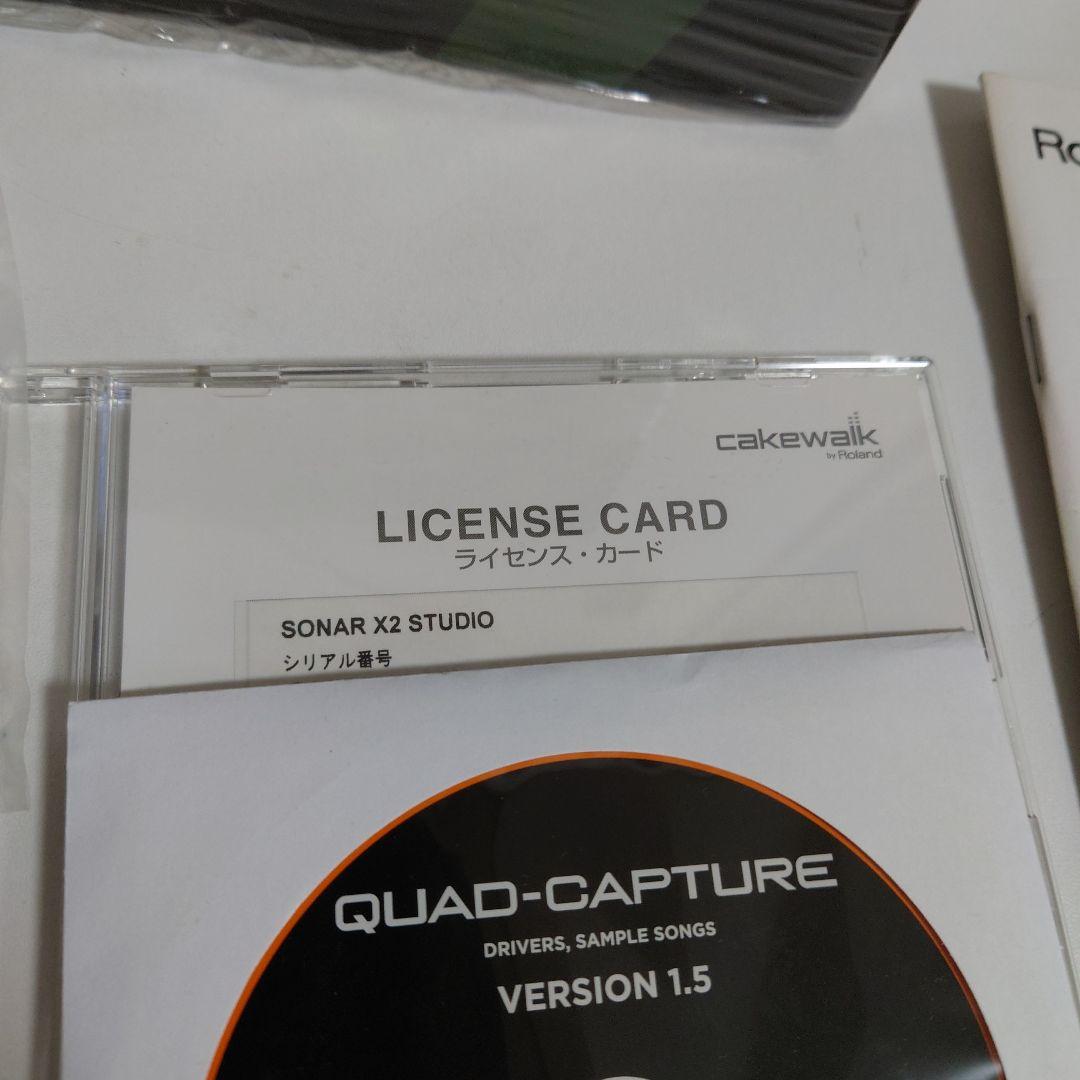 cakewalk
by Roland
LICENSE CARD
ライセンス・カード
SONAR X2 STUDIO
シリアル番号
QUAD-CAPTURE
DRIVERS, SAMPLE SONGS
VERSION 1.5